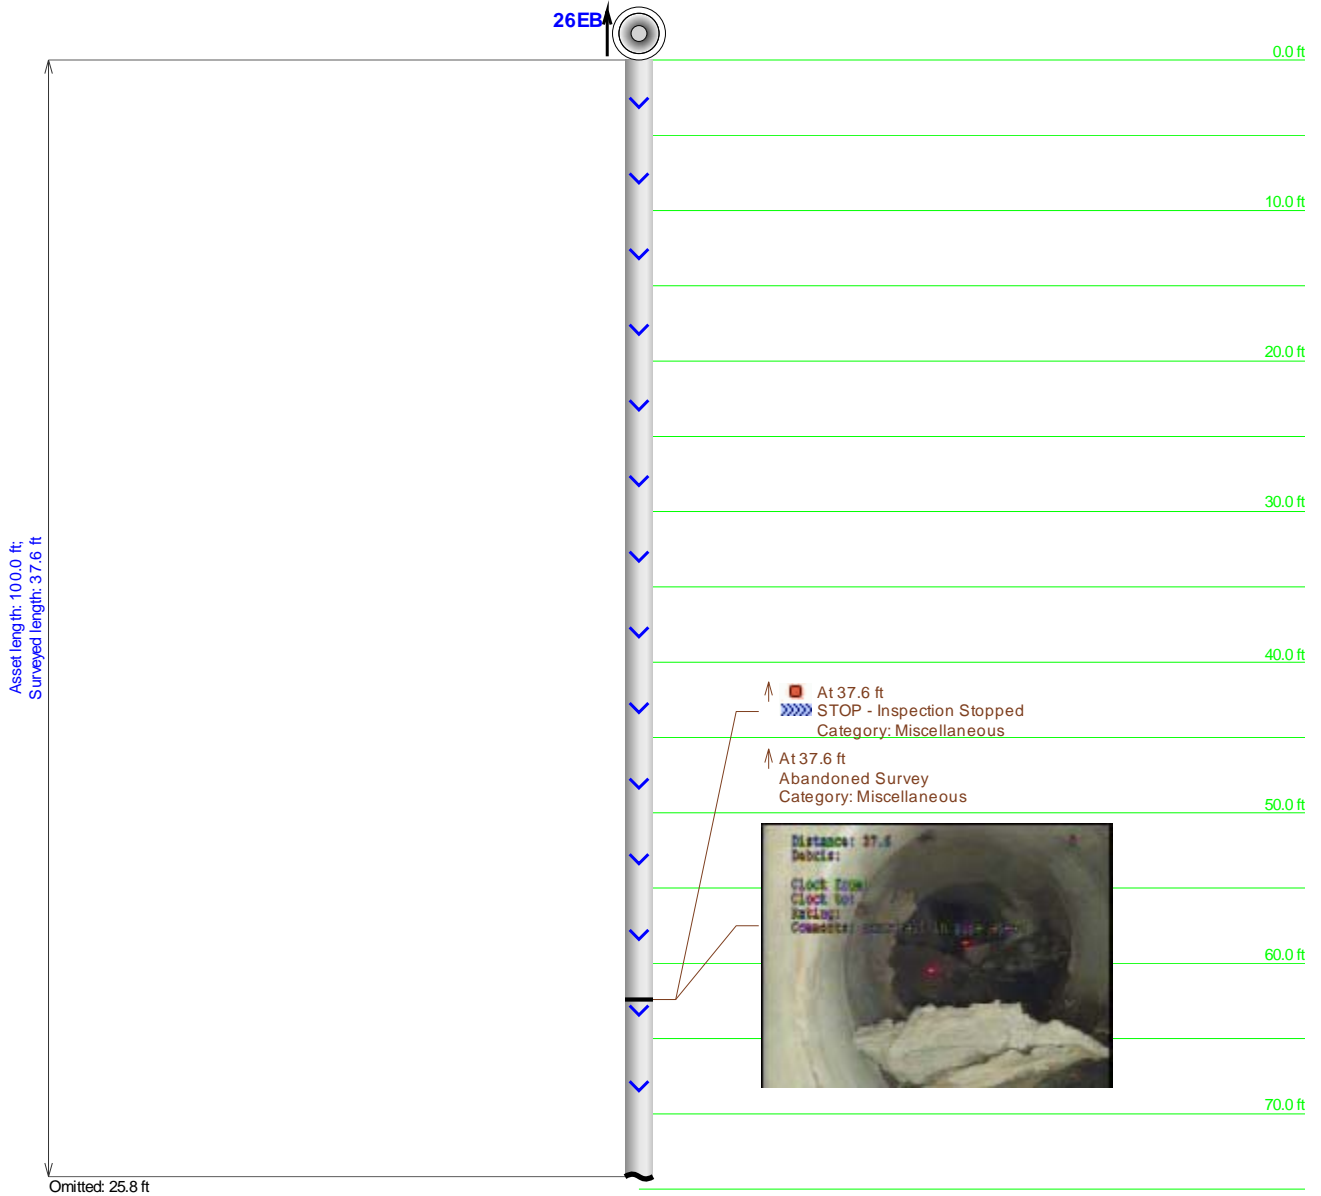 26EB
0.0 ft
10.0 ft
20.0 ft
30.0 ft
Asset length: 100.0 ft;
Surveyed length: 37.6 ft
40.0 ft
At 37.6 ft
STOP - Inspection Stopped
Category: Miscellaneous
At 37.6 ft
Abandoned Survey
Category: Miscellaneous
50.0 ft
Distance: 37.6
Debris:
Clock from:
Clock to:
Rating:
in
60.0 ft
70.0 ft
Omitted: 25.8 ft